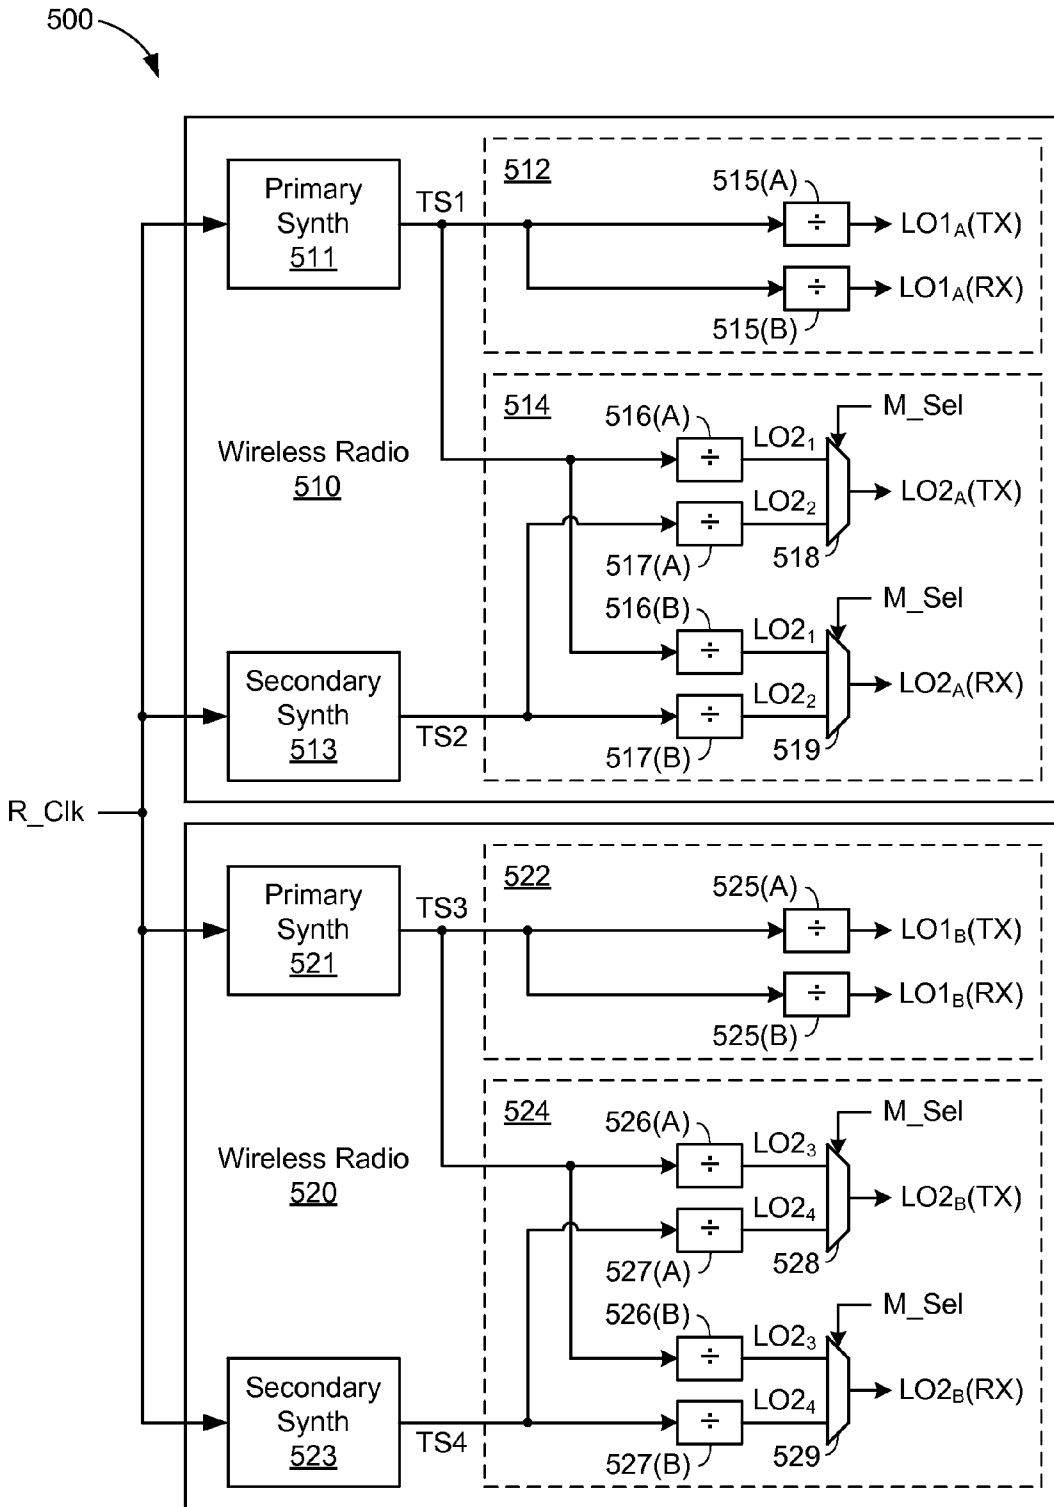 500
Primary
Synth
511
TS1
512
515(A)
÷
LO1A(TX)
÷
LO1A(RX)
515(B)
Wireless Radio
510
514
516(A)
÷
LO2₁
M_Sel
LO2A(TX)
÷
LO2₂
517(A)
518
516(B)
÷
LO2₁
M_Sel
LO2A(RX)
÷
LO2₂
517(B)
519
Secondary
Synth
513
TS2
R_Clk
Primary
Synth
521
TS3
522
525(A)
÷
LO1B(TX)
÷
LO1B(RX)
525(B)
Wireless Radio
520
524
526(A)
÷
LO2₃
M_Sel
LO2B(TX)
÷
LO2₄
527(A)
528
526(B)
÷
LO2₃
M_Sel
LO2B(RX)
÷
LO2₄
527(B)
529
Secondary
Synth
523
TS4